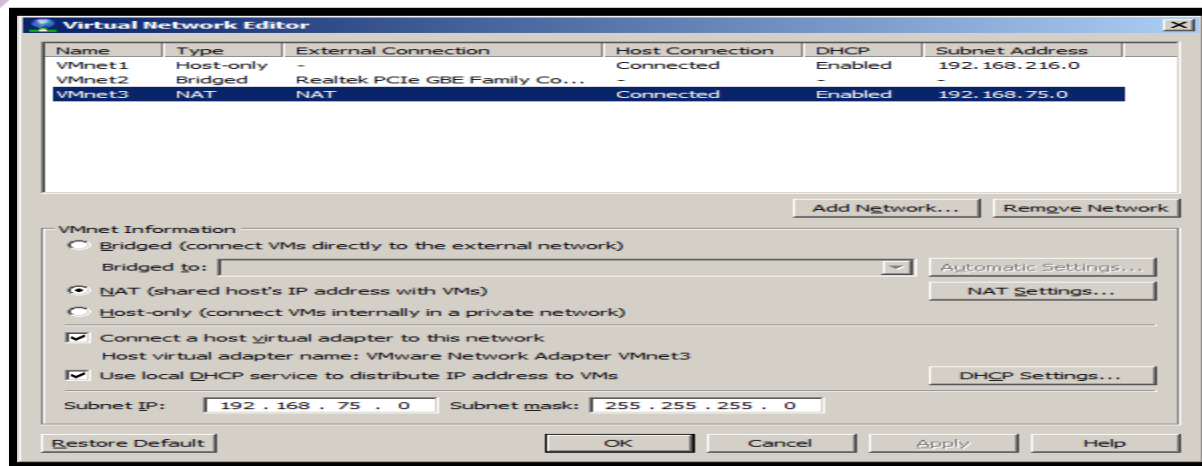 Virtual Network Editor
Name Type External Connection Host Connection DHCP Subnet Address
VMnet1 Host-only - Connected Enabled 192.168.216.0
VMnet2 Bridged Realtek PCIe GBE Family Co... - - -
VMnet3 NAT NAT Connected Enabled 192.168.75.0
Add Network... Remove Network
VMnet Information
Bridged (connect VMs directly to the external network)
Bridged to: Automatic Settings...
NAT (shared host's IP address with VMs) NAT Settings...
Host-only (connect VMs internally in a private network)
Connect a host virtual adapter to this network
Host virtual adapter name: VMware Network Adapter VMnet3
Use local DHCP service to distribute IP address to VMs DHCP Settings...
Subnet IP: 192 . 168 . 75 . 0 Subnet mask: 255 . 255 . 255 . 0
Restore Default OK Cancel Apply Help